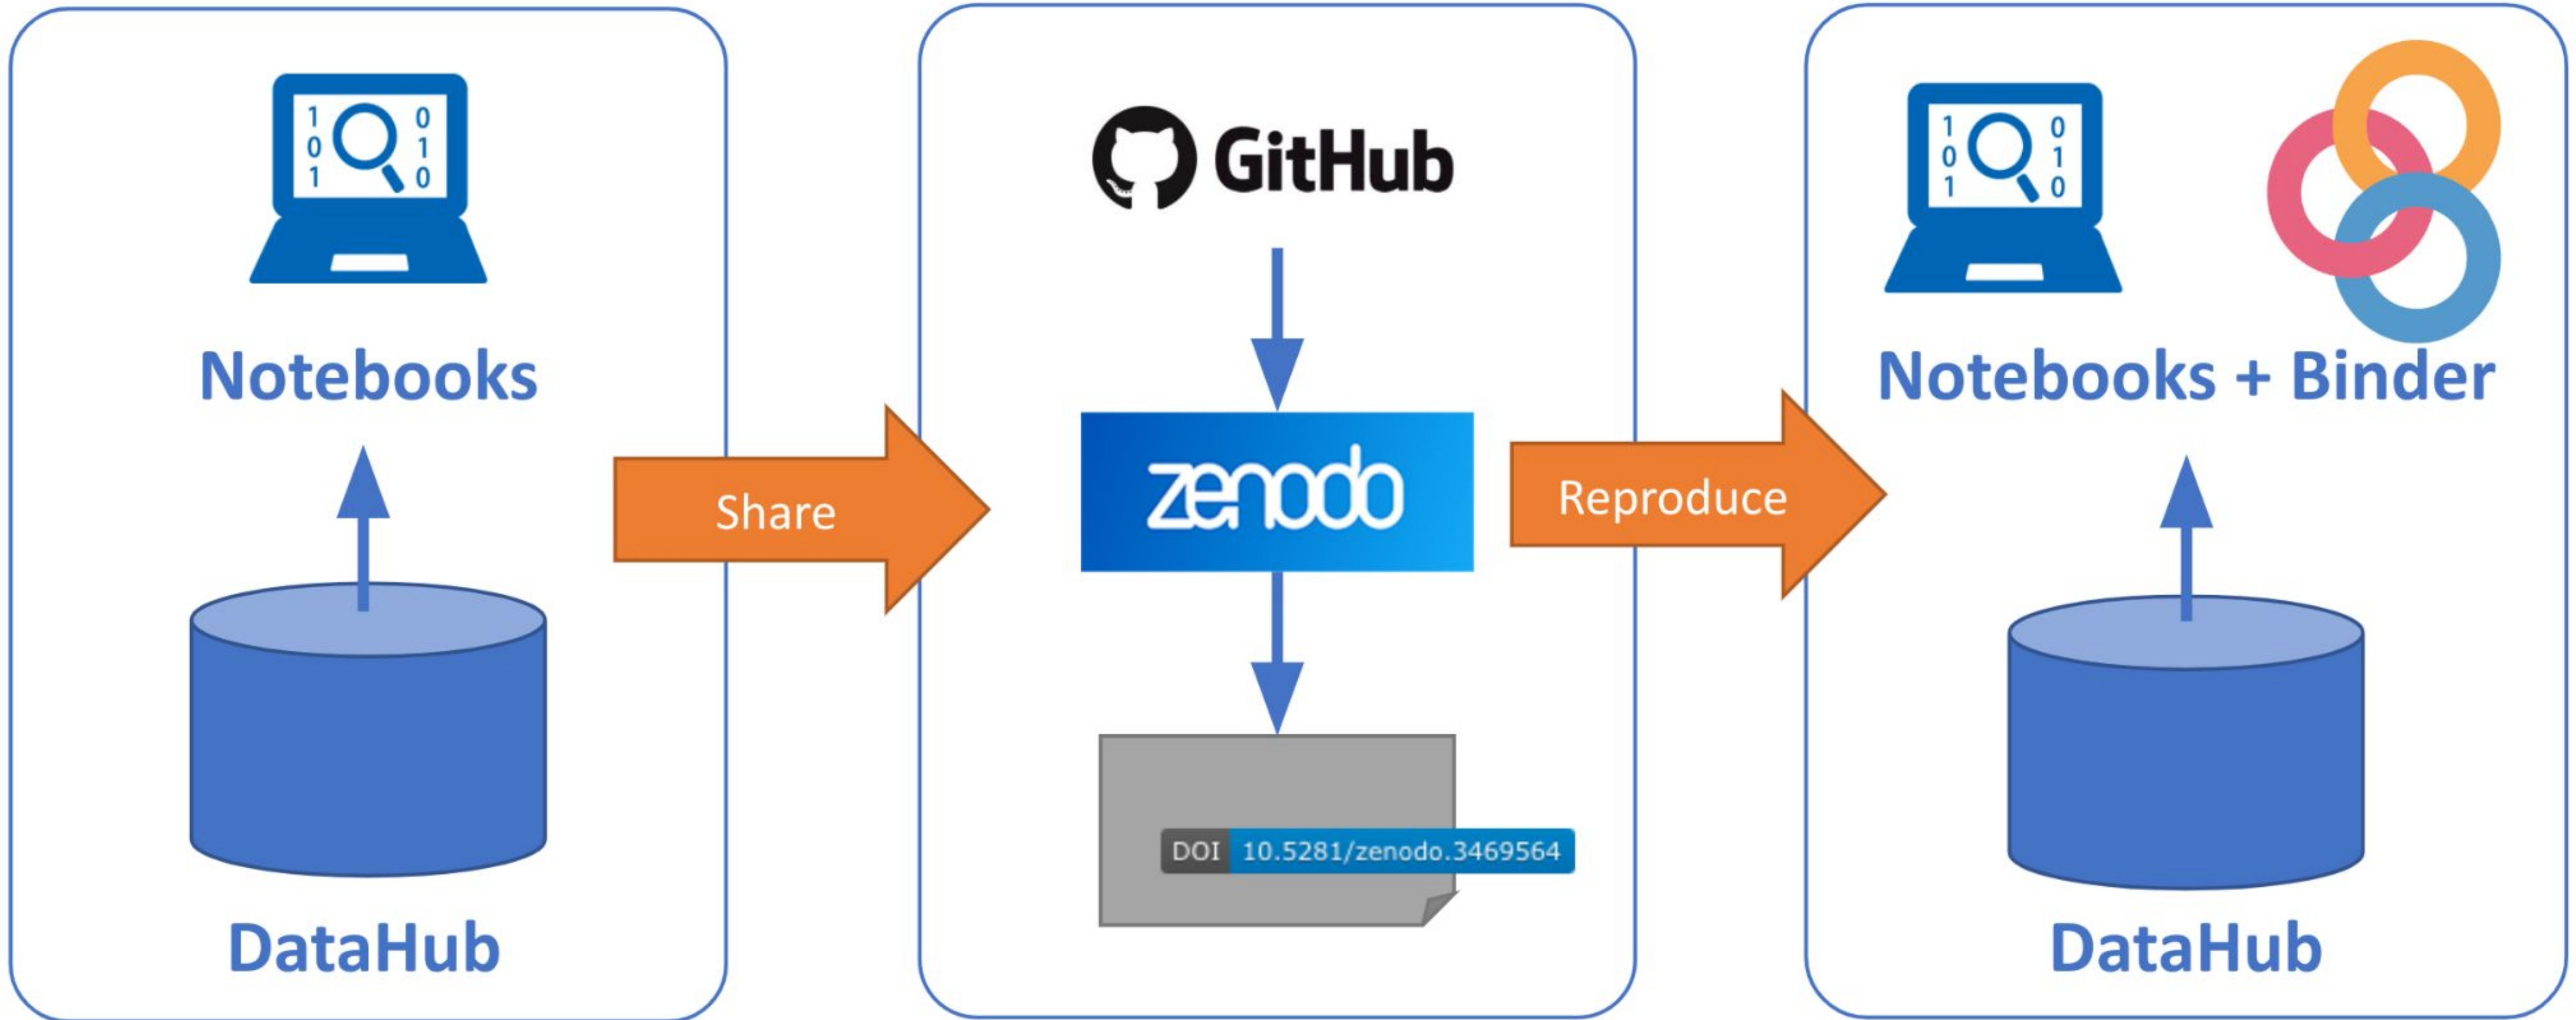 1 0
0 1
1 0
Notebooks
DataHub
Share
GitHub
zenodo
DOI 10.5281/zenodo.3469564
Reproduce
1 0
0 1
1 0
Notebooks + Binder
DataHub